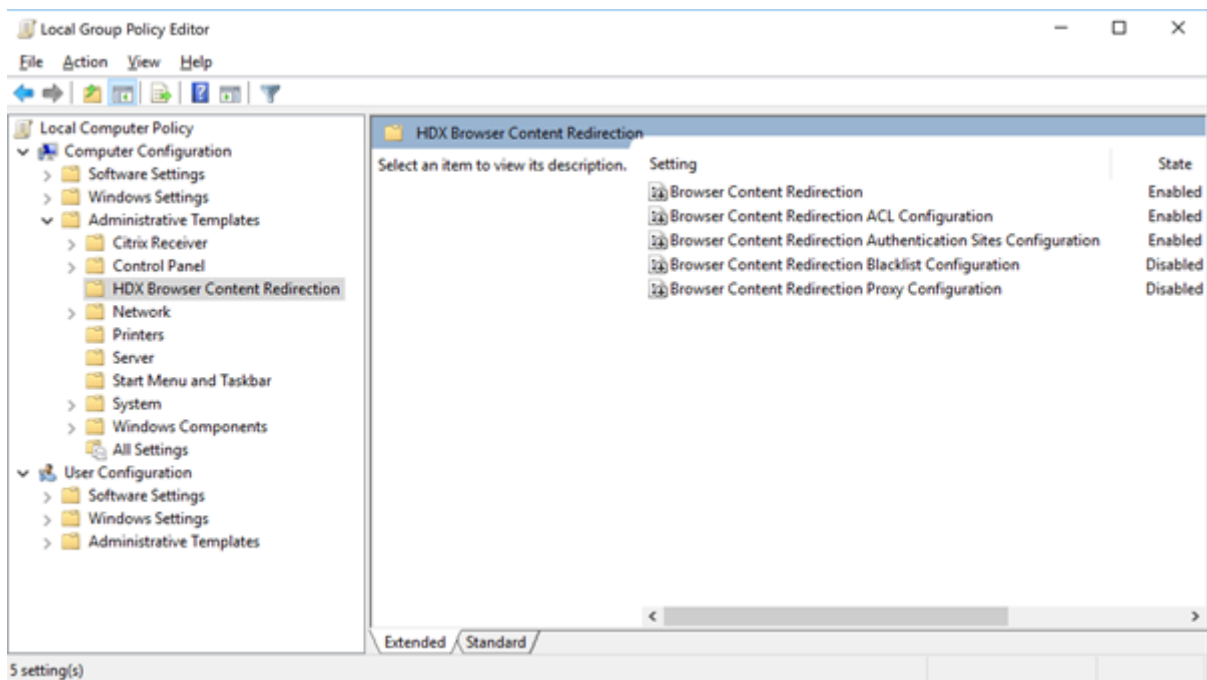 Local Group Policy Editor
File Action View Help
Local Computer Policy
Computer Configuration
Software Settings
Windows Settings
Administrative Templates
Citrix Receiver
Control Panel
HDX Browser Content Redirection
Network
Printers
Server
Start Menu and Taskbar
System
Windows Components
All Settings
User Configuration
Software Settings
Windows Settings
Administrative Templates
HDX Browser Content Redirection
Select an item to view its description.
Setting State
Browser Content Redirection Enabled
Browser Content Redirection ACL Configuration Enabled
Browser Content Redirection Authentication Sites Configuration Enabled
Browser Content Redirection Blacklist Configuration Disabled
Browser Content Redirection Proxy Configuration Disabled
Extended Standard
5 setting(s)